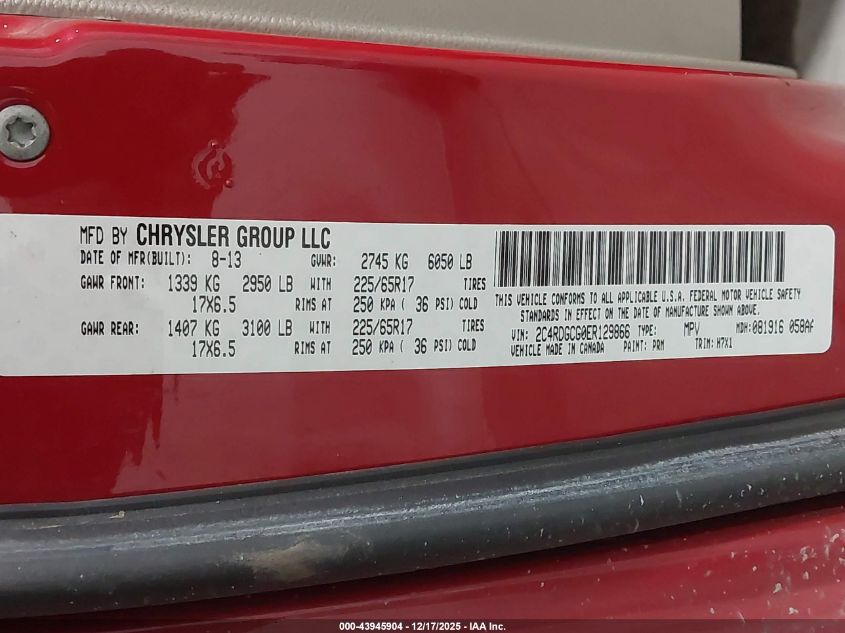 MFD BY CHRYSLER GROUP LLC
DATE OF MFR(BUILT): 8-13 GVWR: 2745 KG 6050 LB
GAWR FRONT: 1339 KG 2950 LB WITH 225/65R17 TIRES
17X6.5 RIMS AT 250 KPA ( 36 PSI) COLD
GAWR REAR: 1407 KG 3100 LB WITH 225/65R17 TIRES
17X6.5 RIMS AT 250 KPA ( 36 PSI) COLD
THIS VEHICLE CONFORMS TO ALL APPLICABLE U.S.A. FEDERAL MOTOR VEHICLE SAFETY
STANDARDS IN EFFECT ON THE DATE OF MANUFACTURE SHOWN ABOVE.
VIN: 2C4RDGCG0ER129866 TYPE: MPV MDH: 081916 058AF
VEHICLE MADE IN CANADA PAINT: PRM TRIM: H7X1
000-43945904 - 12/17/2025 - IAA Inc.